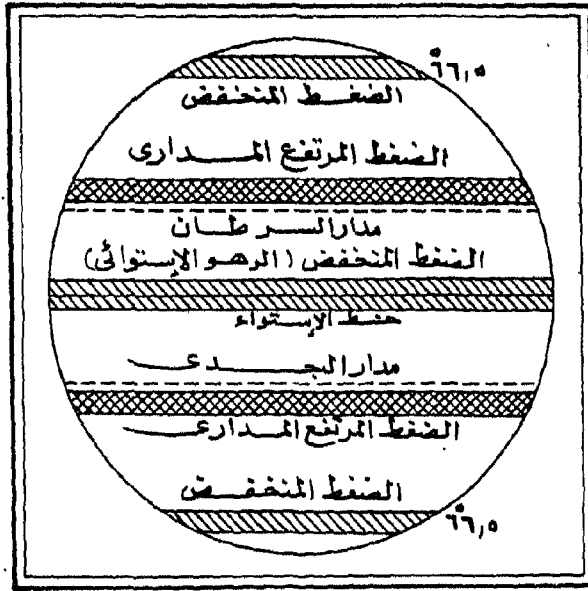 ٦٦,٥°
الضغط المنخفض
الضغط المرتفع المدارى
مدار السرطان
الضغط المنخفض (الرهو الإستوائى)
خط الإستواء
مدار الجدى
الضغط المرتفع المدارى
الضغط المنخفض
٦٦,٥°